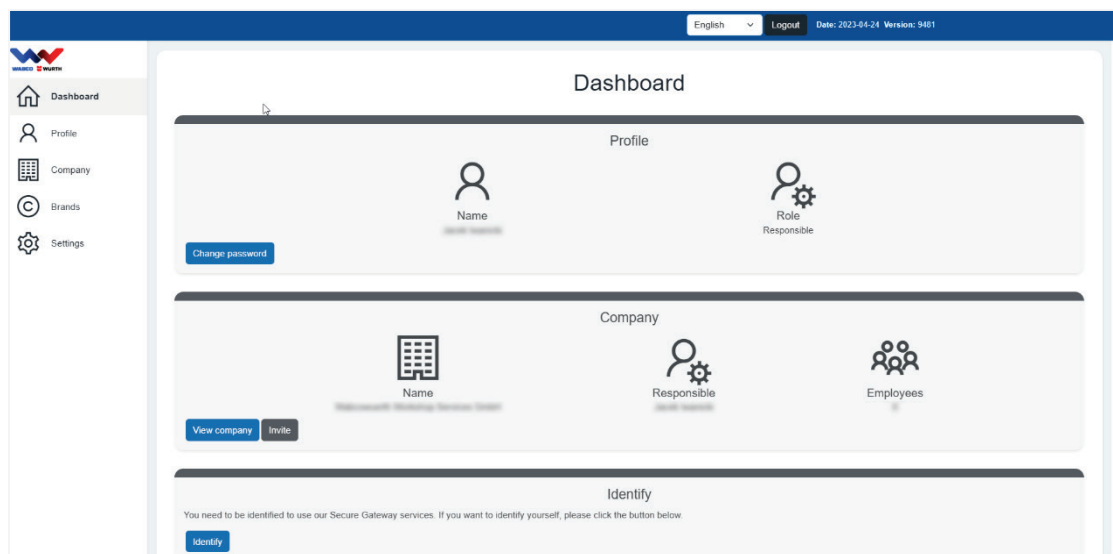 English
Logout
Date: 2023-04-24 Version: 9481
WABCO WÜRTH
Dashboard
Profile
Company
Brands
Settings
Dashboard
Profile
Name
Role
Responsible
Change password
Company
Name
Responsible
Employees
View company
Invite
Identify
You need to be identified to use our Secure Gateway services. If you want to identify yourself, please click the button below.
Identify